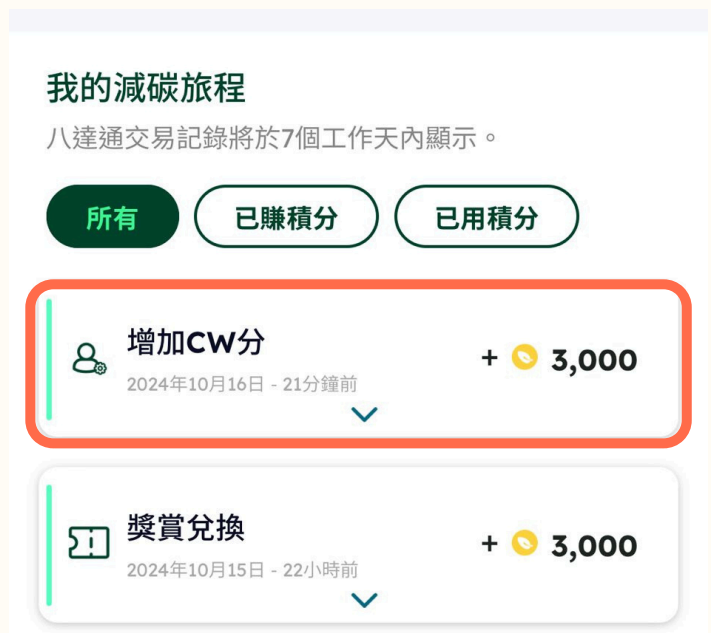 我的減碳旅程
八達通交易記錄將於7個工作天內顯示。
所有
已賺積分
已用積分
增加CW分
+ 3,000
2024年10月16日 - 21分鐘前
獎賞兌換
+ 3,000
2024年10月15日 - 22小時前